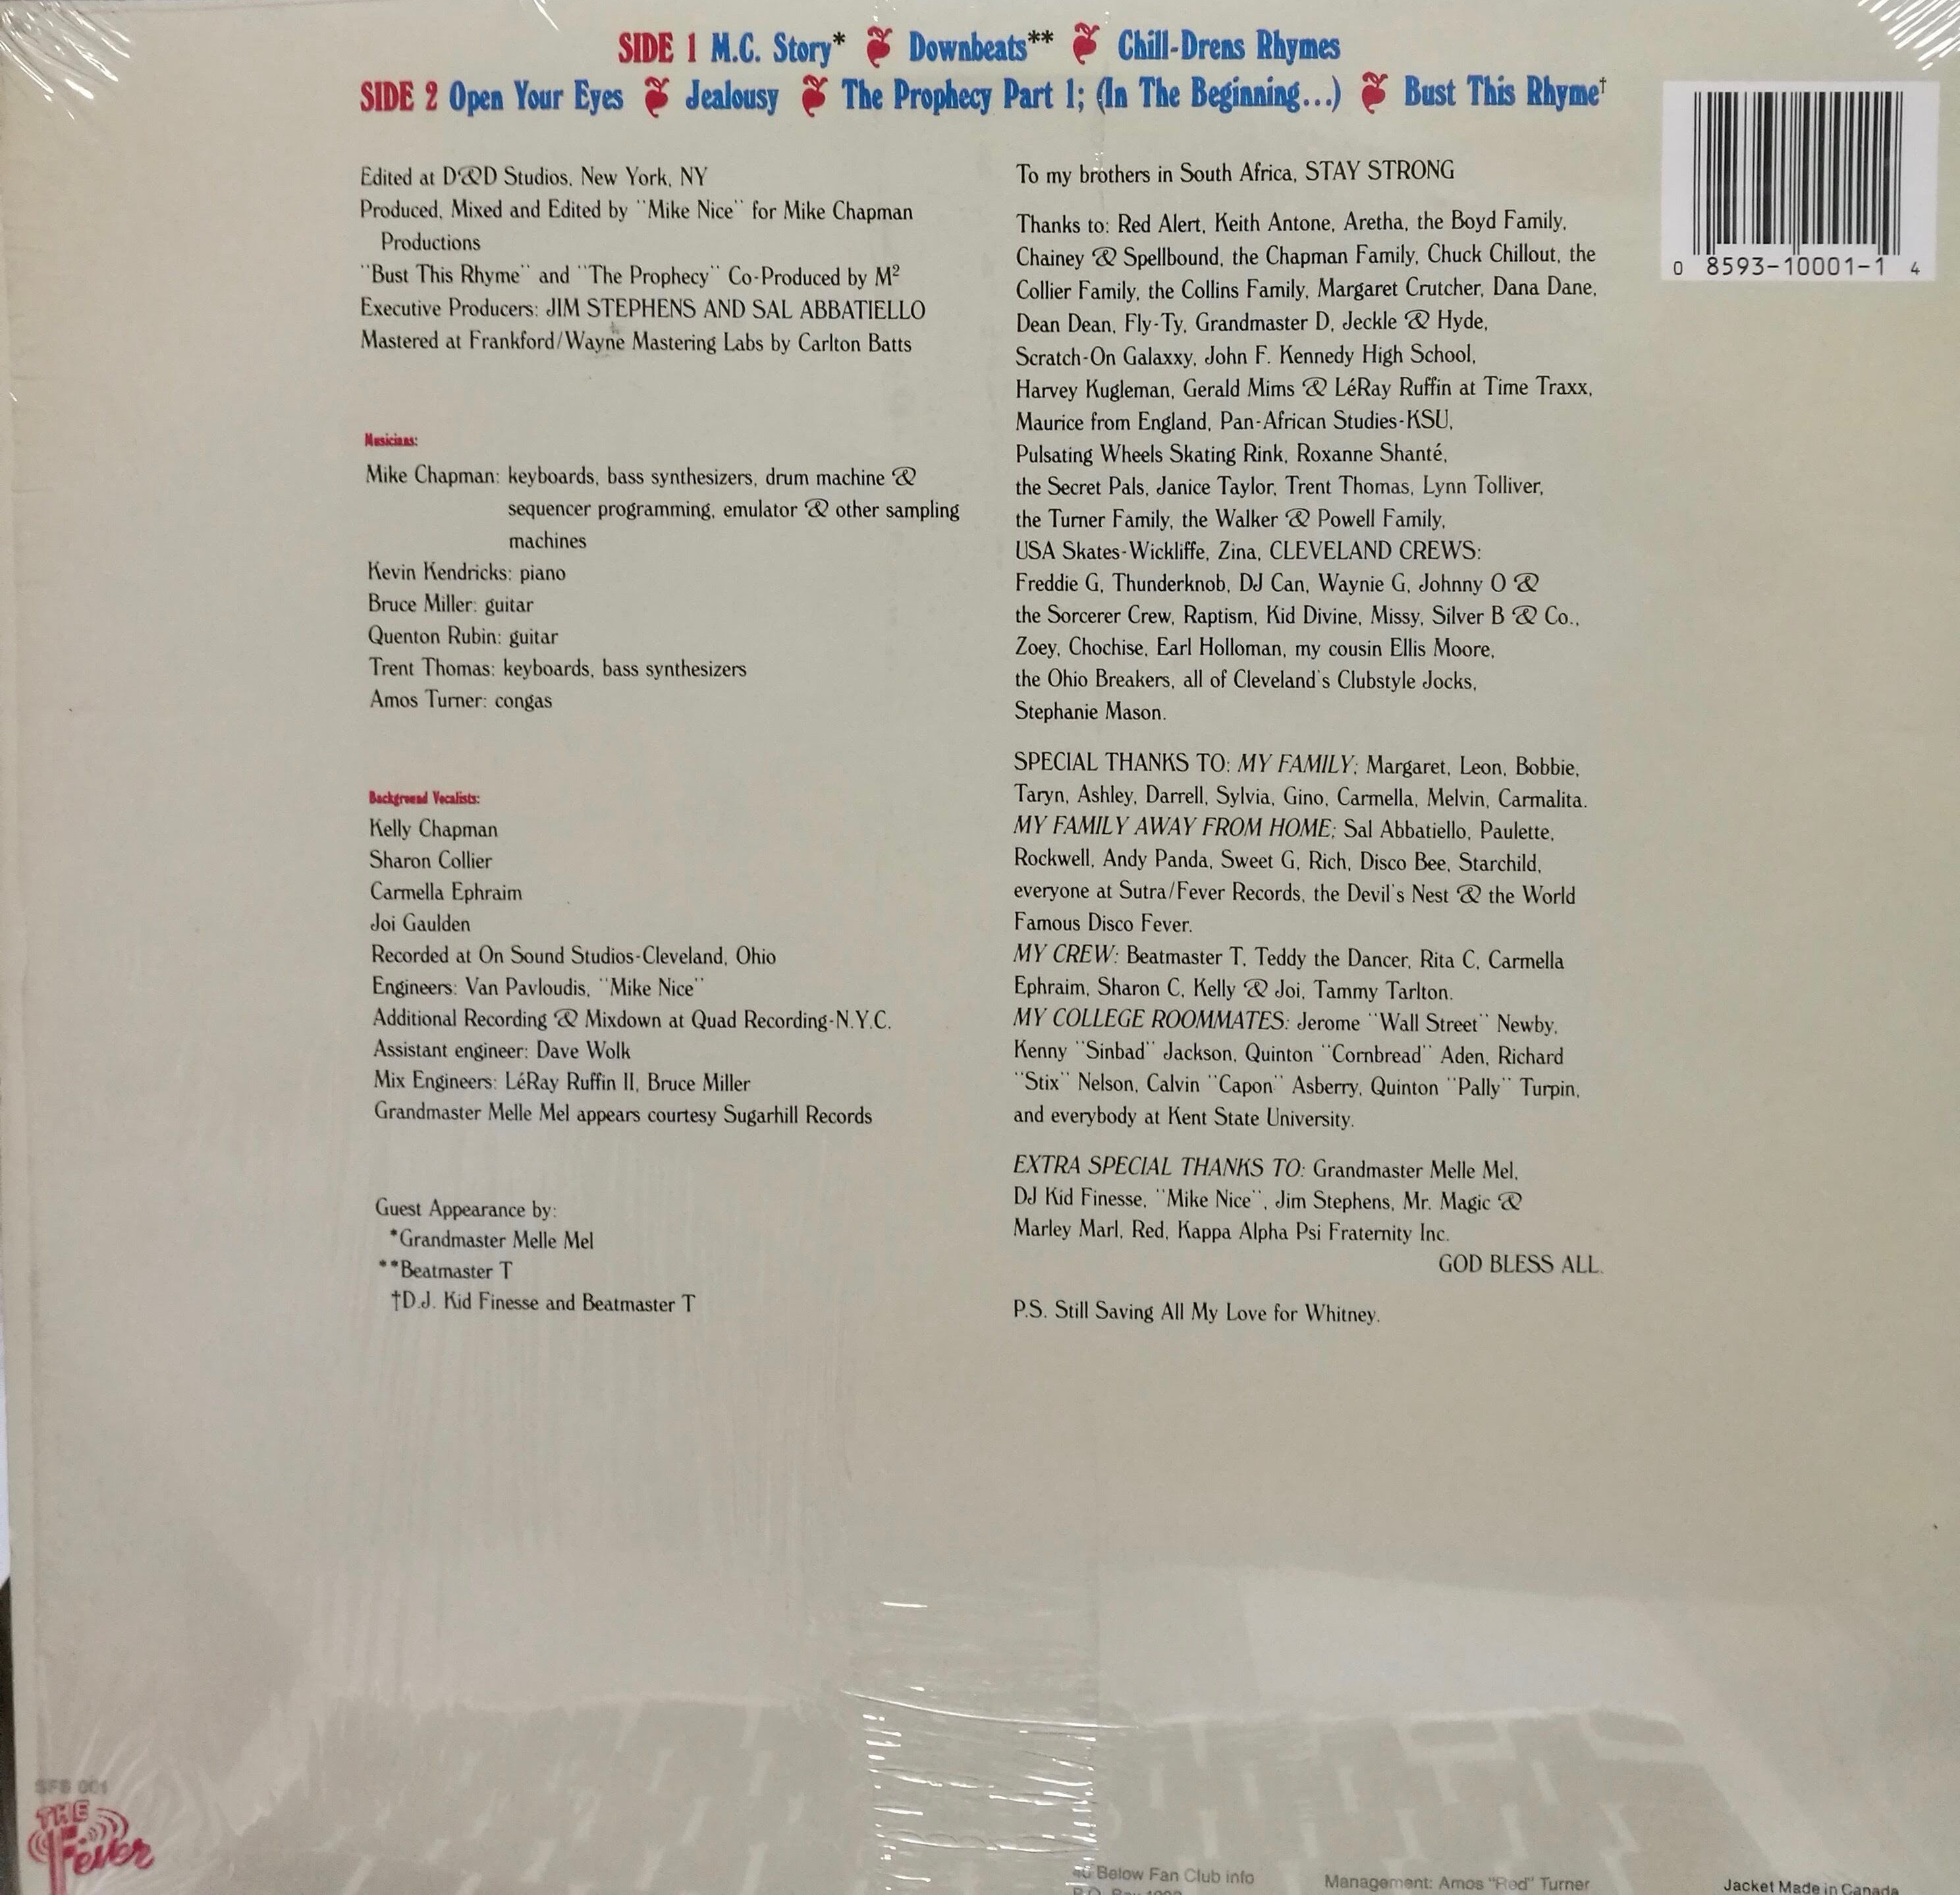 SIDE 1 M.C. Story* Downbeats** Chill-Drens Rhymes
SIDE 2 Open Your Eyes Jealousy The Prophecy Part 1; (In The Beginning...) Bust This Rhyme†
0 8593-10001-1 4
Edited at D&D Studios, New York, NY
Produced, Mixed and Edited by "Mike Nice" for Mike Chapman
Productions
"Bust This Rhyme" and "The Prophecy" Co-Produced by M²
Executive Producers: JIM STEPHENS AND SAL ABBATIELLO
Mastered at Frankford/Wayne Mastering Labs by Carlton Batts
Musicians:
Mike Chapman: keyboards, bass synthesizers, drum machine &
sequencer programming, emulator & other sampling
machines
Kevin Kendricks: piano
Bruce Miller: guitar
Quenton Rubin: guitar
Trent Thomas: keyboards, bass synthesizers
Amos Turner: congas
Background Vocalists:
Kelly Chapman
Sharon Collier
Carmella Ephraim
Joi Gaulden
Recorded at On Sound Studios-Cleveland, Ohio
Engineers: Van Pavloudis, "Mike Nice"
Additional Recording & Mixdown at Quad Recording-N.Y.C.
Assistant engineer: Dave Wolk
Mix Engineers: LéRay Ruffin II, Bruce Miller
Grandmaster Melle Mel appears courtesy Sugarhill Records
Guest Appearance by:
*Grandmaster Melle Mel
**Beatmaster T
†D.J. Kid Finesse and Beatmaster T
To my brothers in South Africa, STAY STRONG
Thanks to: Red Alert, Keith Antone, Aretha, the Boyd Family,
Chainey & Spellbound, the Chapman Family, Chuck Chillout, the
Collier Family, the Collins Family, Margaret Crutcher, Dana Dane,
Dean Dean, Fly-Ty, Grandmaster D, Jeckle & Hyde,
Scratch-On Galaxxy, John F. Kennedy High School,
Harvey Kugleman, Gerald Mims & LéRay Ruffin at Time Traxx,
Maurice from England, Pan-African Studies-KSU,
Pulsating Wheels Skating Rink, Roxanne Shanté,
the Secret Pals, Janice Taylor, Trent Thomas, Lynn Tolliver,
the Turner Family, the Walker & Powell Family,
USA Skates-Wickliffe, Zina, CLEVELAND CREWS:
Freddie G, Thunderknob, DJ Can, Waynie G, Johnny O &
the Sorcerer Crew, Raptism, Kid Divine, Missy, Silver B & Co.,
Zoey, Chochise, Earl Holloman, my cousin Ellis Moore,
the Ohio Breakers, all of Cleveland's Clubstyle Jocks,
Stephanie Mason.
SPECIAL THANKS TO: MY FAMILY; Margaret, Leon, Bobbie,
Taryn, Ashley, Darrell, Sylvia, Gino, Carmella, Melvin, Carmalita.
MY FAMILY AWAY FROM HOME; Sal Abbatiello, Paulette,
Rockwell, Andy Panda, Sweet G, Rich, Disco Bee, Starchild,
everyone at Sutra/Fever Records, the Devil's Nest & the World
Famous Disco Fever.
MY CREW: Beatmaster T, Teddy the Dancer, Rita C, Carmella
Ephraim, Sharon C, Kelly & Joi, Tammy Tarlton.
MY COLLEGE ROOMMATES: Jerome "Wall Street" Newby,
Kenny "Sinbad" Jackson, Quinton "Cornbread" Aden, Richard
"Stix" Nelson, Calvin "Capon" Asberry, Quinton "Pally" Turpin,
and everybody at Kent State University.
EXTRA SPECIAL THANKS TO: Grandmaster Melle Mel,
DJ Kid Finesse, "Mike Nice", Jim Stephens, Mr. Magic &
Marley Marl, Red, Kappa Alpha Psi Fraternity Inc.
GOD BLESS ALL.
P.S. Still Saving All My Love for Whitney.
SFS 001
THE Fever
Below Fan Club info
Management: Amos "Red" Turner
Jacket Made in Canada